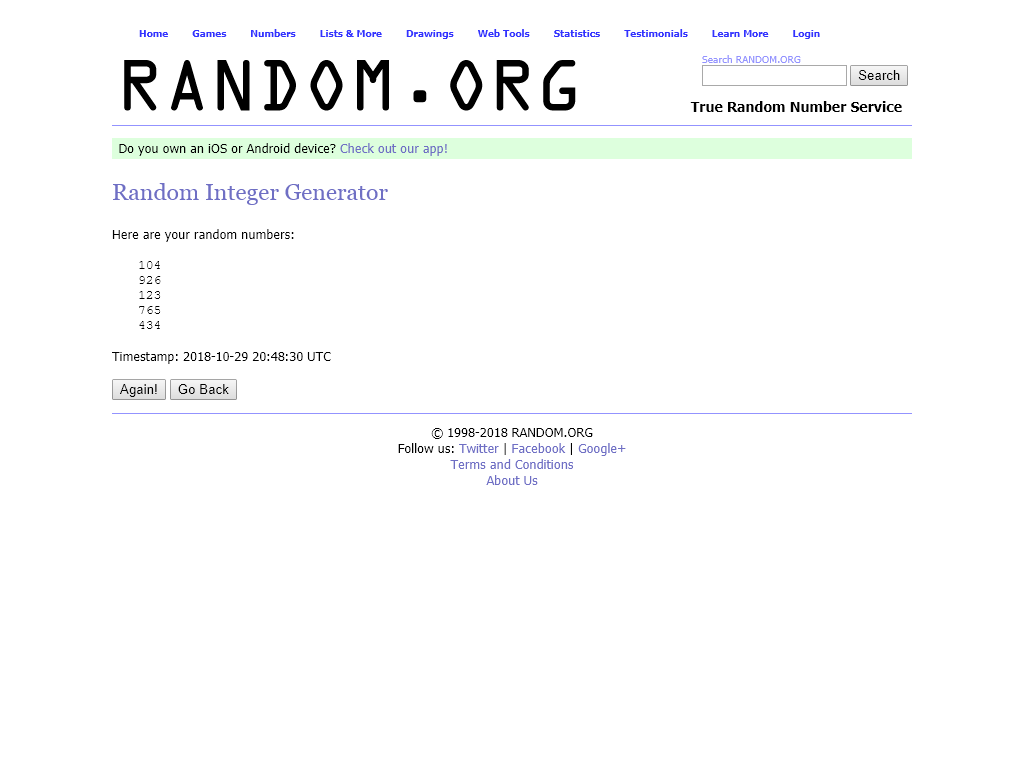 Home Games Numbers Lists & More Drawings Web Tools Statistics Testimonials Learn More Login
RANDOM.ORG
Search RANDOM.ORG
Search
True Random Number Service
Do you own an iOS or Android device? Check out our app!
Random Integer Generator
Here are your random numbers:
104
926
123
765
434
Timestamp: 2018-10-29 20:48:30 UTC
Again! Go Back
© 1998-2018 RANDOM.ORG
Follow us: Twitter | Facebook | Google+
Terms and Conditions
About Us